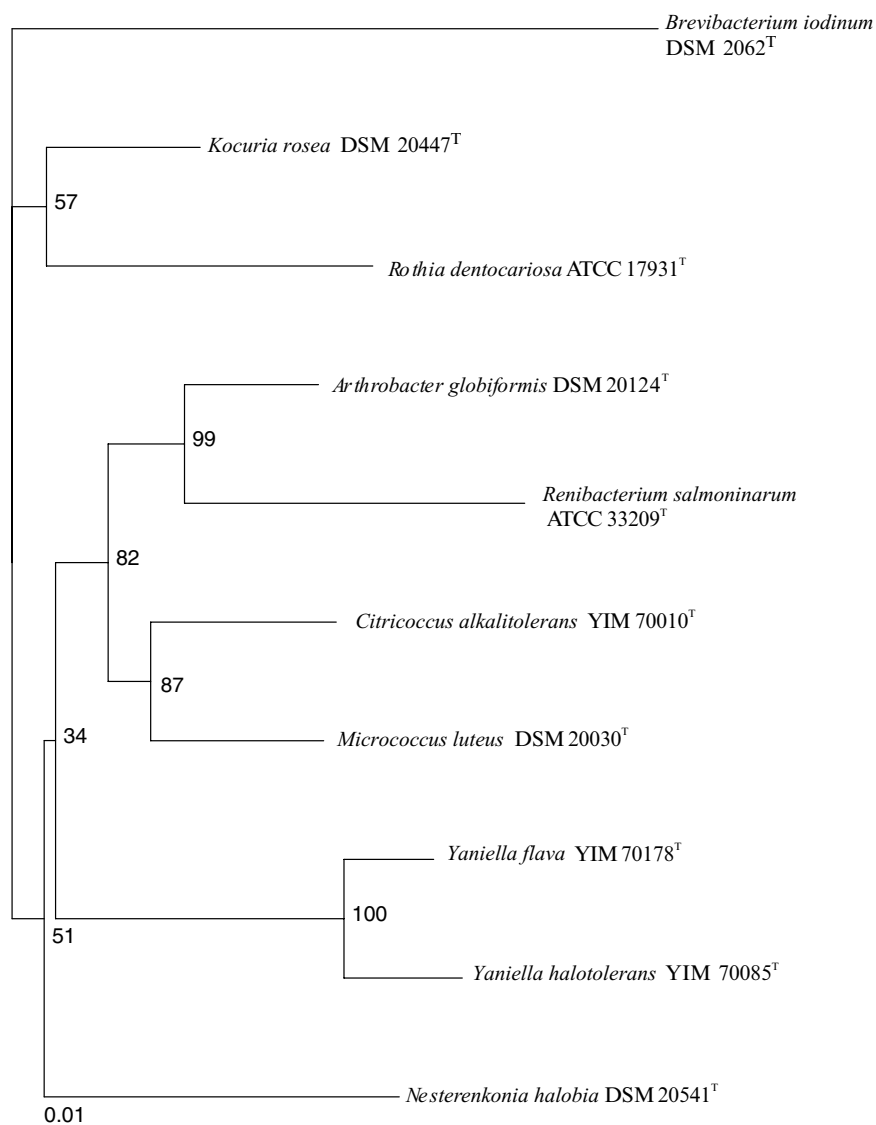 Brevibacterium iodinum
DSM 2062ᵀ
Kocuria rosea DSM 20447ᵀ
57
Rothia dentocariosa ATCC 17931ᵀ
Arthrobacter globiformis DSM 20124ᵀ
99
Renibacterium salmoninarum
ATCC 33209ᵀ
82
Citricoccus alkalitolerans YIM 70010ᵀ
87
34
Micrococcus luteus DSM 20030ᵀ
Yaniella flava YIM 70178ᵀ
100
51
Yaniella halotolerans YIM 70085ᵀ
Nesterenkonia halobia DSM 20541ᵀ
0.01